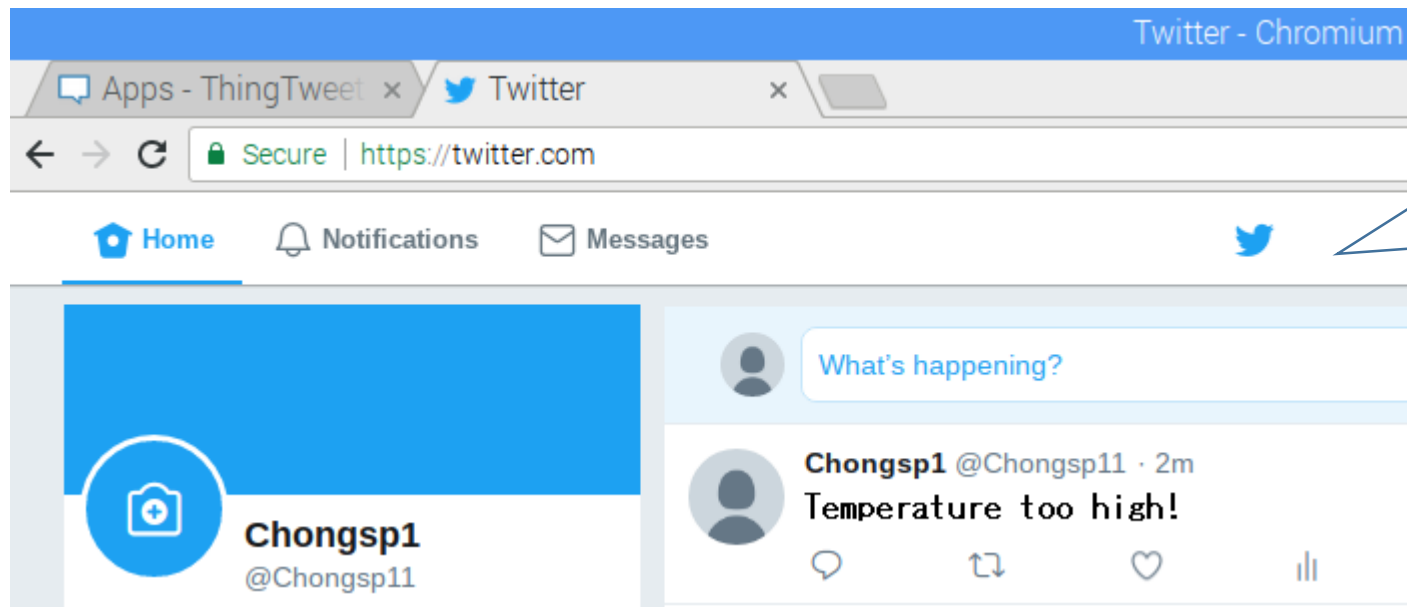 Twitter - Chromium
Apps - ThingTweet
Twitter
Secure | https://twitter.com
Home Notifications Messages
What's happening?
Chongsp1 @Chongsp11 · 2m
Temperature too high!
Chongsp1
@Chongsp11